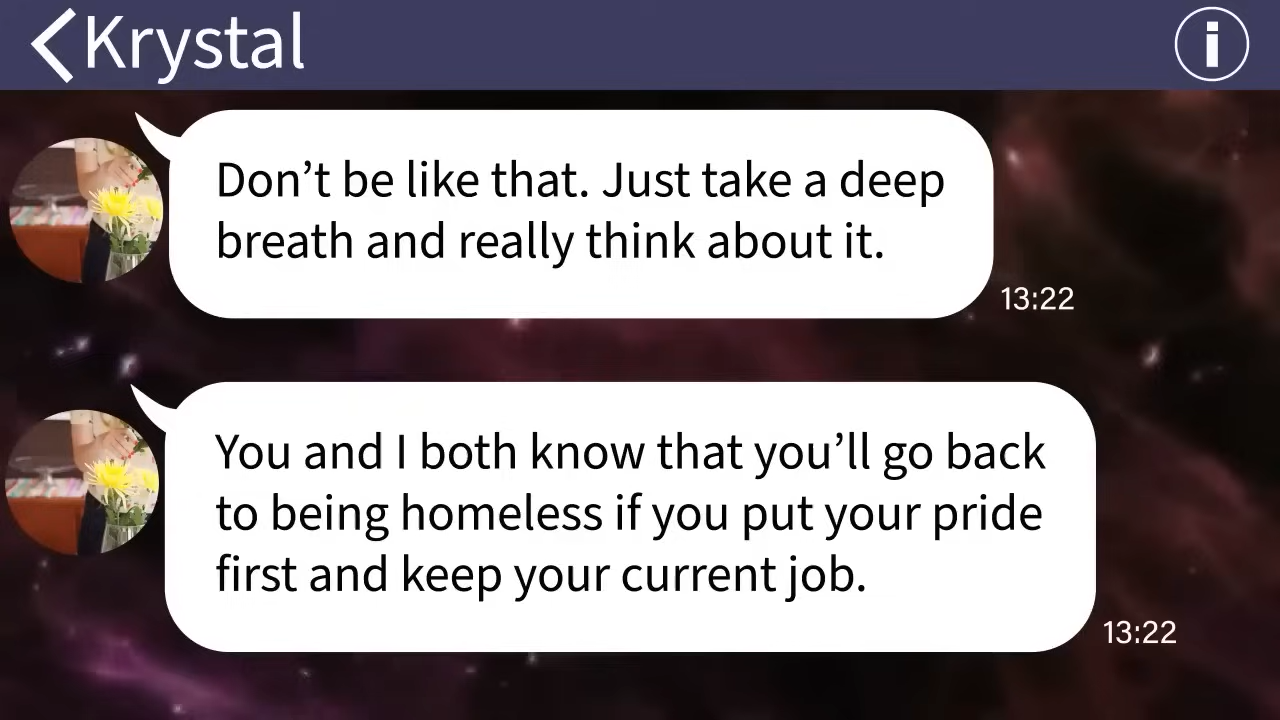 Krystal
Don’t be like that. Just take a deep
breath and really think about it.
13:22
You and I both know that you’ll go back
to being homeless if you put your pride
first and keep your current job.
13:22